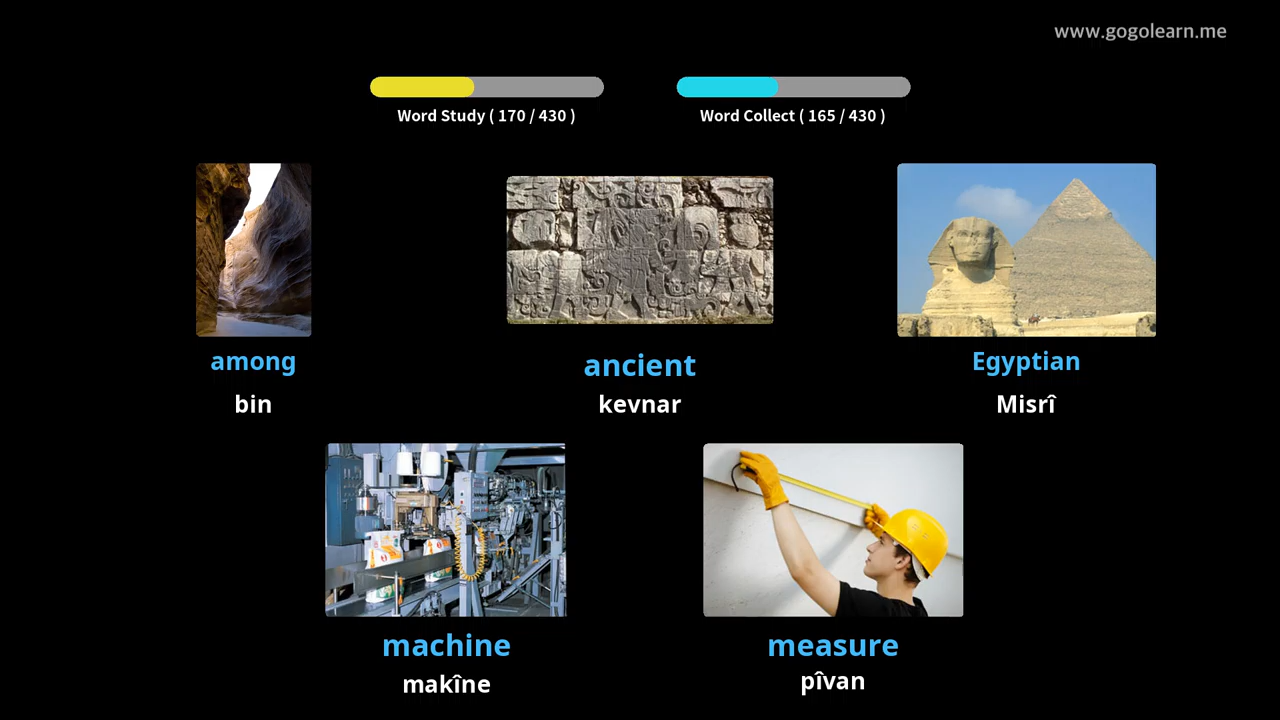 www.gogolearn.me
Word Study ( 170 / 430 )
Word Collect ( 165 / 430 )
among
ancient
Egyptian
bin
kevnar
Misrî
machine
measure
makîne
pîvan